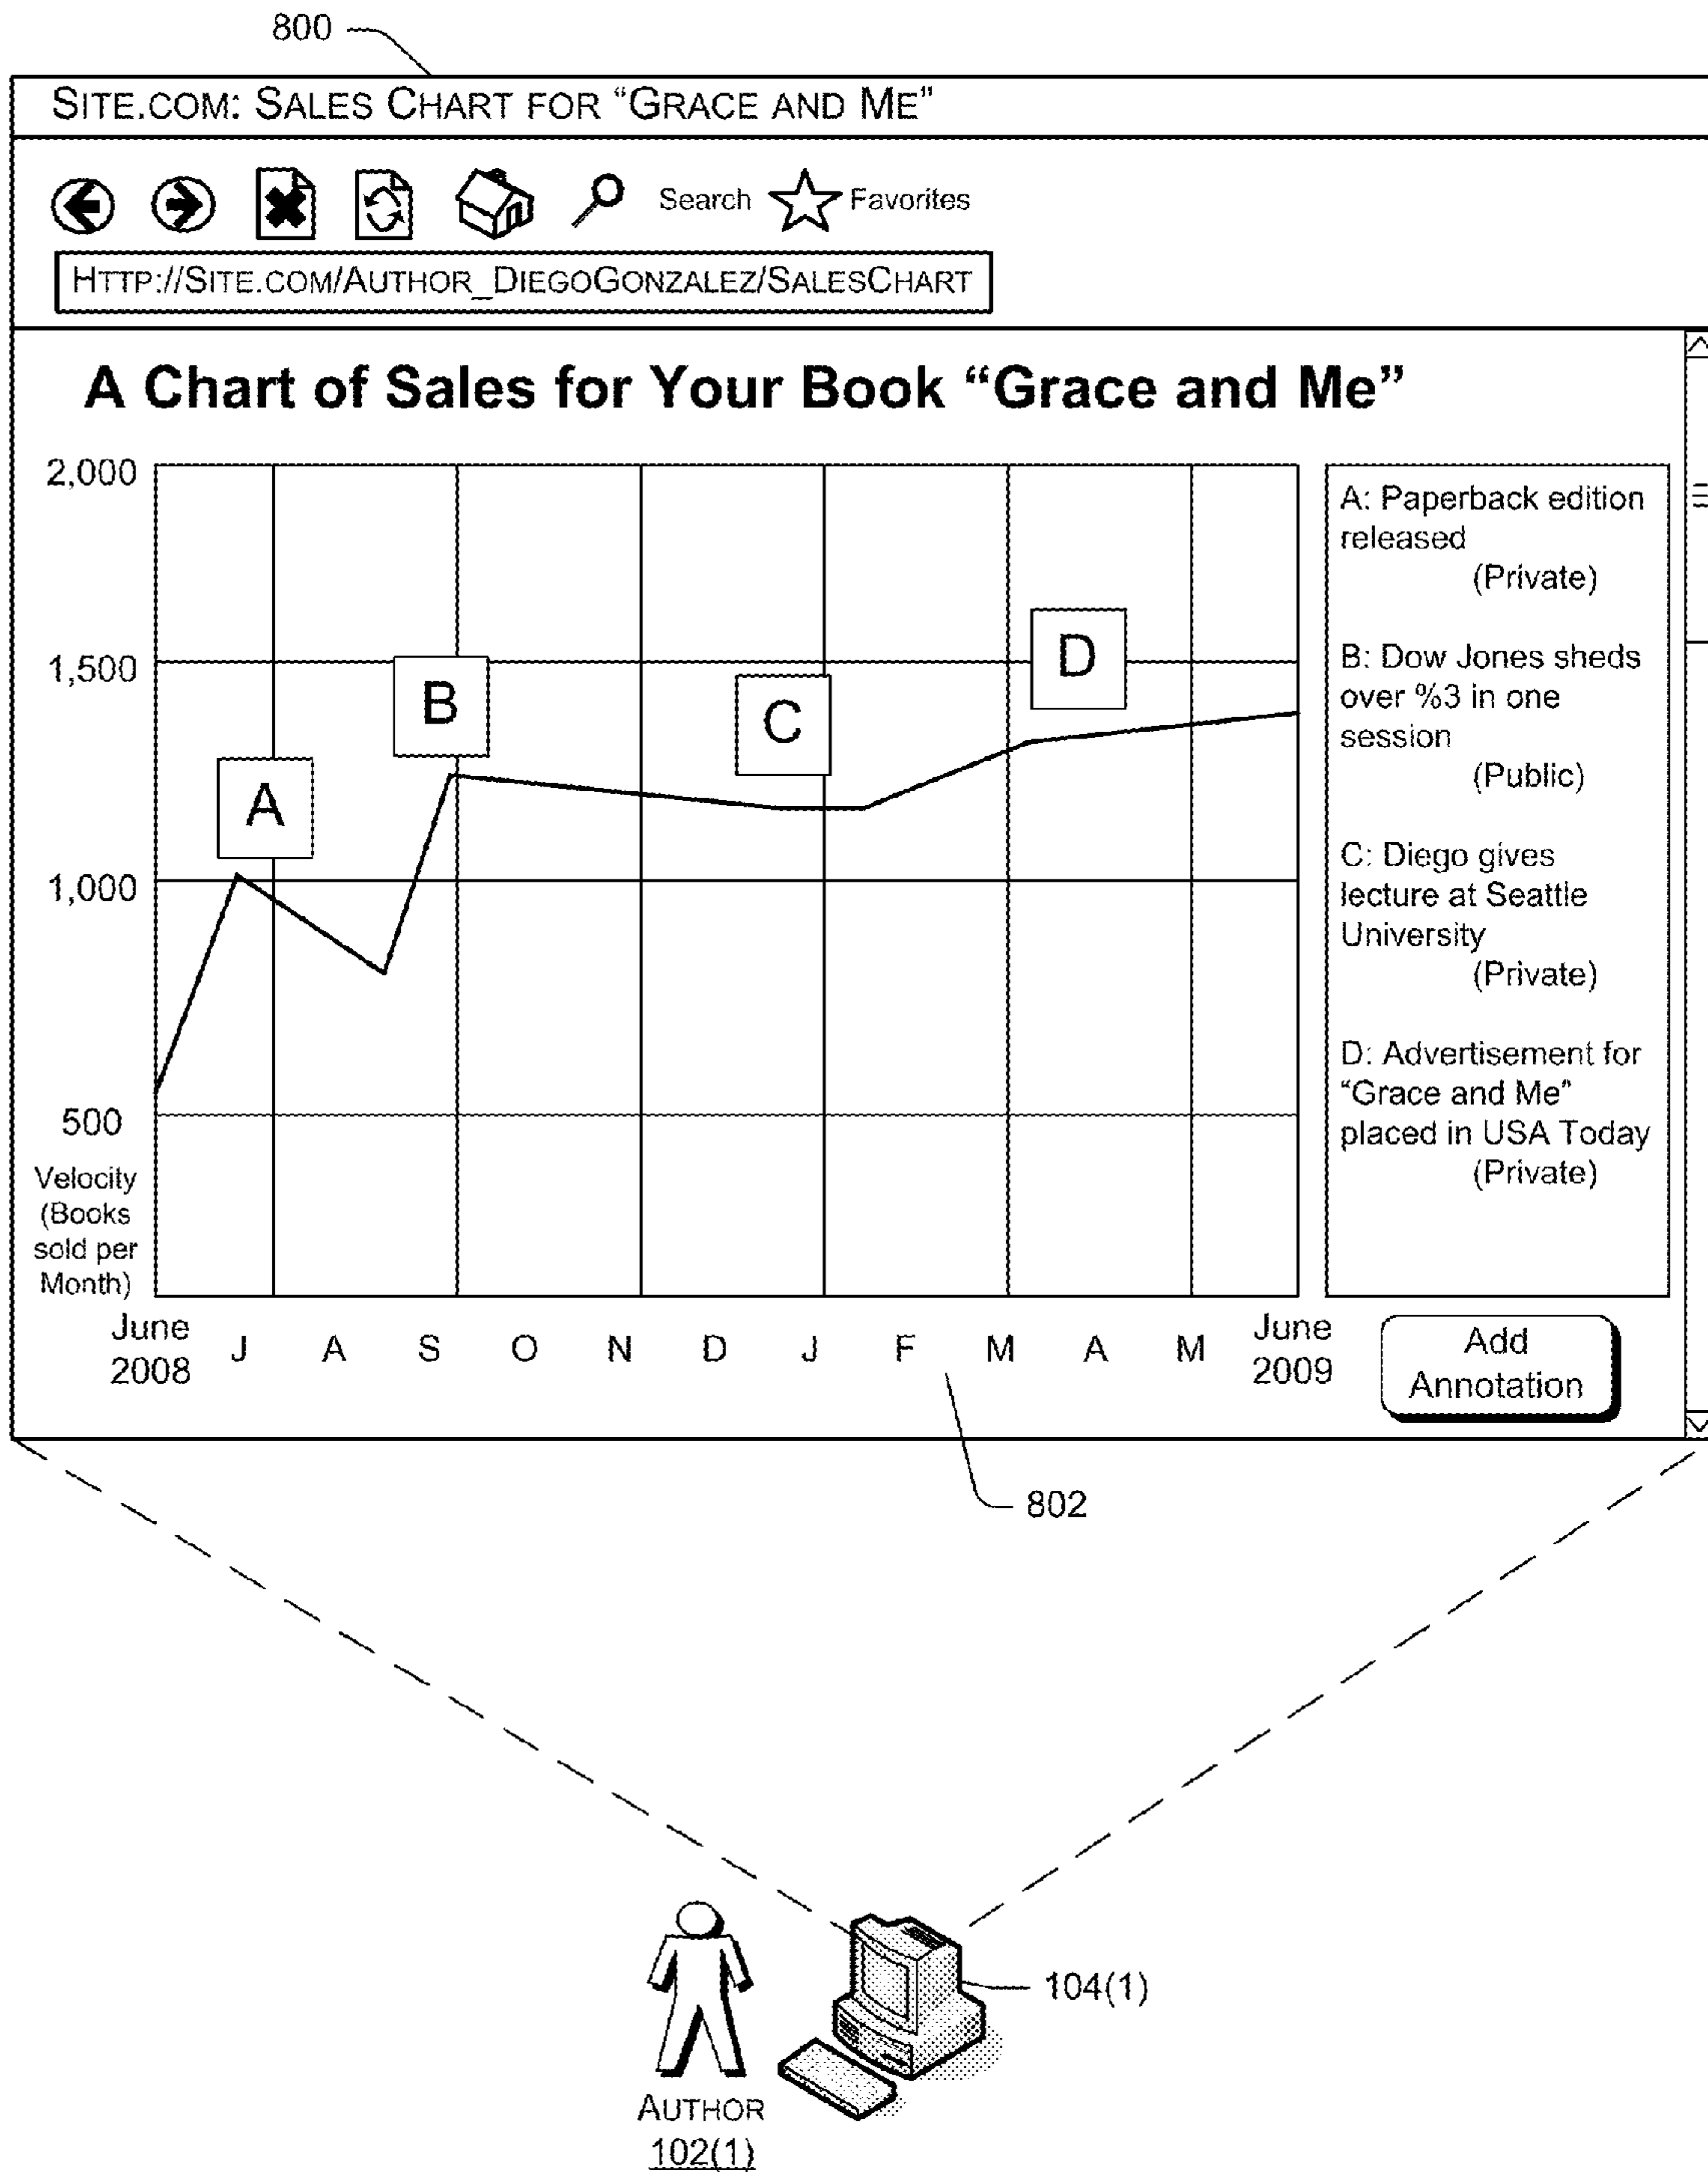 800
SITE.COM: SALES CHART FOR “GRACE AND ME”
Search Favorites
HTTP://SITE.COM/AUTHOR_DIEGOGONZALEZ/SALESCHART
A Chart of Sales for Your Book “Grace and Me”
2,000
1,500
1,000
500
Velocity
(Books
sold per
Month)
A
B
C
D
A: Paperback edition
released
(Private)
B: Dow Jones sheds
over %3 in one
session
(Public)
C: Diego gives
lecture at Seattle
University
(Private)
D: Advertisement for
“Grace and Me”
placed in USA Today
(Private)
June
2008
J A S O N D J F M A M
June
2009
Add
Annotation
802
104(1)
AUTHOR
102(1)